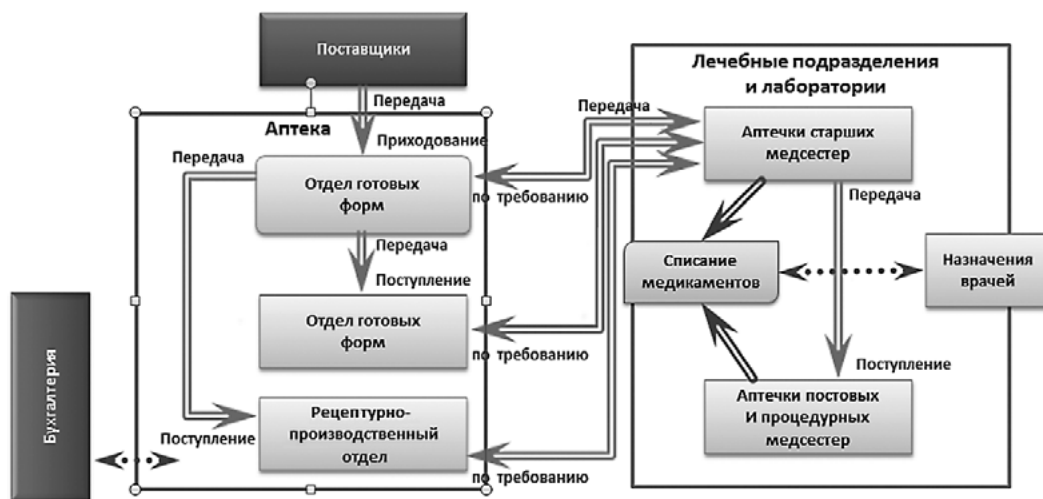 Поставщики
Передача
Аптека
Приходование
Передача
Отдел готовых
форм
Передача
Поступление
Отдел готовых
форм
Рецептурно-
производственный
отдел
Поступление
Бухгалтерия
Передача
по требованию
по требованию
по требованию
Лечебные подразделения
и лаборатории
Аптечки старших
медсестер
Передача
Списание
медикаментов
Назначения
врачей
Поступление
Аптечки постовых
И процедурных
медсестер